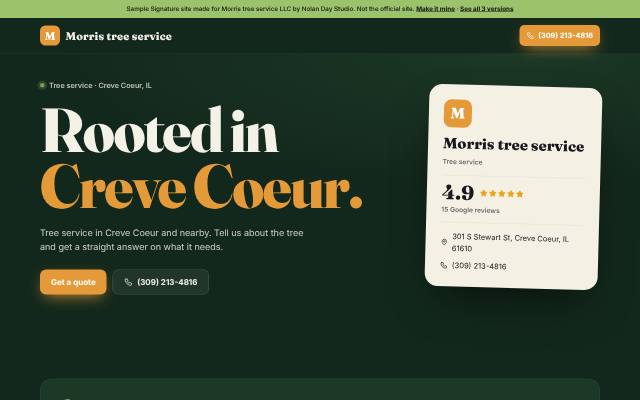 Sample Signature site made for Morris tree service LLC by Nolan Day Studio. Not the official site. Make it mine · See all 3 versions
M Morris tree service
(309) 213-4816
Tree service · Creve Coeur, IL
Rooted in
Creve Coeur.
Tree service in Creve Coeur and nearby. Tell us about the tree
and get a straight answer on what it needs.
Get a quote
(309) 213-4816
M
Morris tree service
Tree service
4.9
15 Google reviews
301 S Stewart St, Creve Coeur, IL
61610
(309) 213-4816